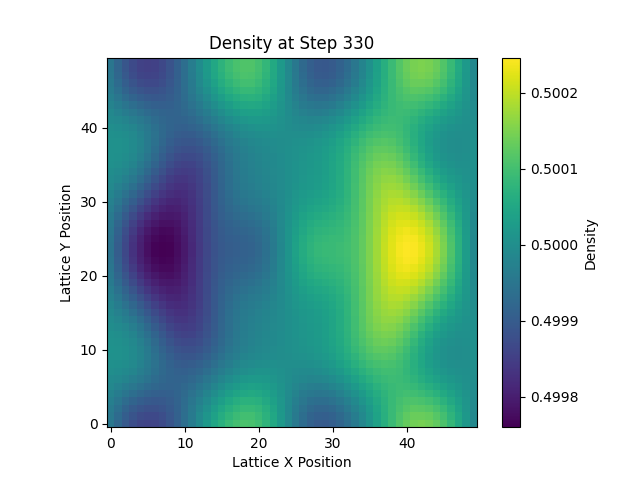 Density at Step 330
Lattice Y Position
40
30
20
10
0
0 10 20 30 40
Lattice X Position
0.5002
0.5001
0.5000
0.4999
0.4998
Density